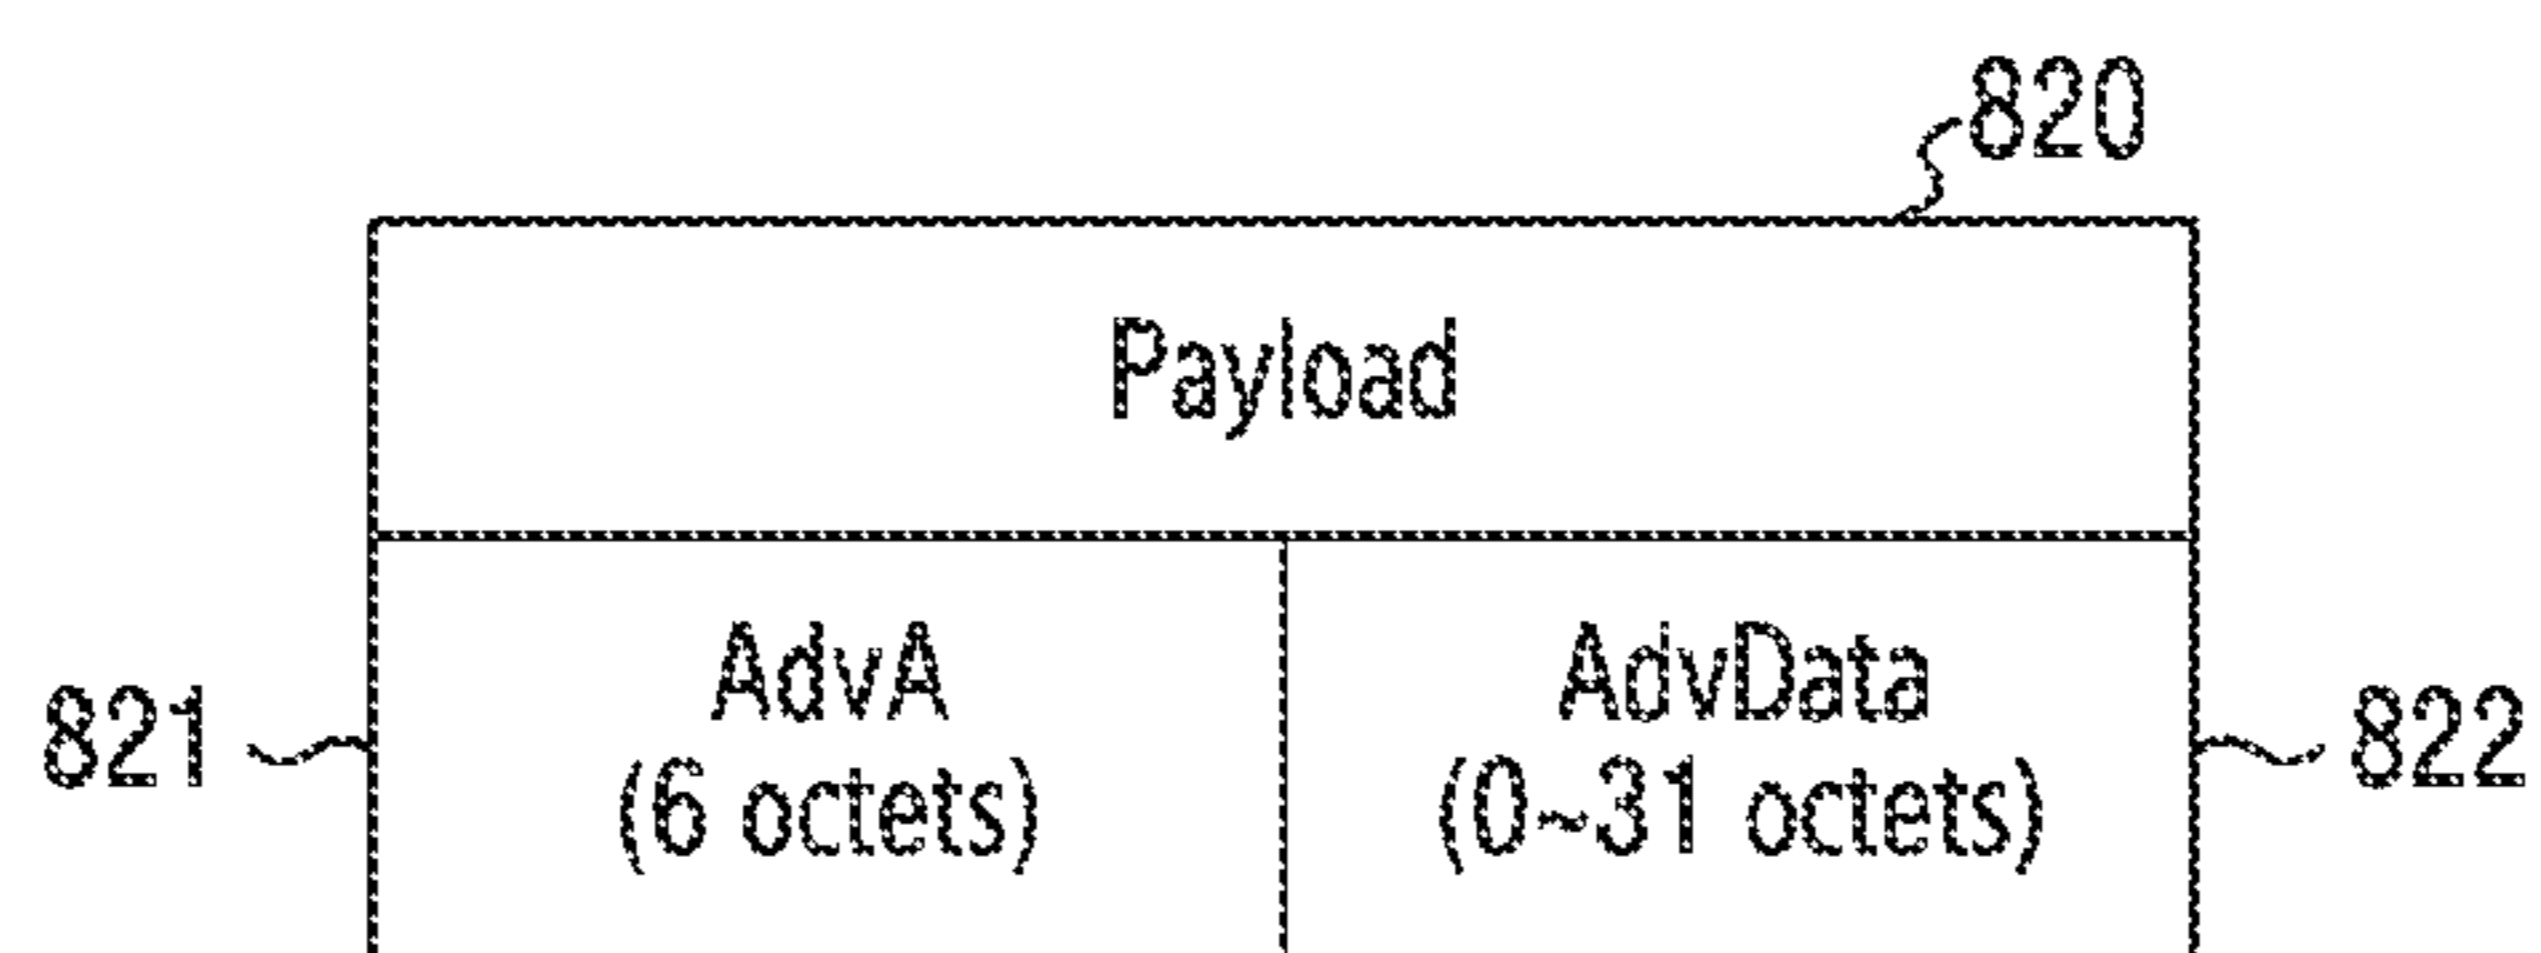 820
Payload
AdvA
(6 octets)
AdvData
(0~31 octets)
821
822